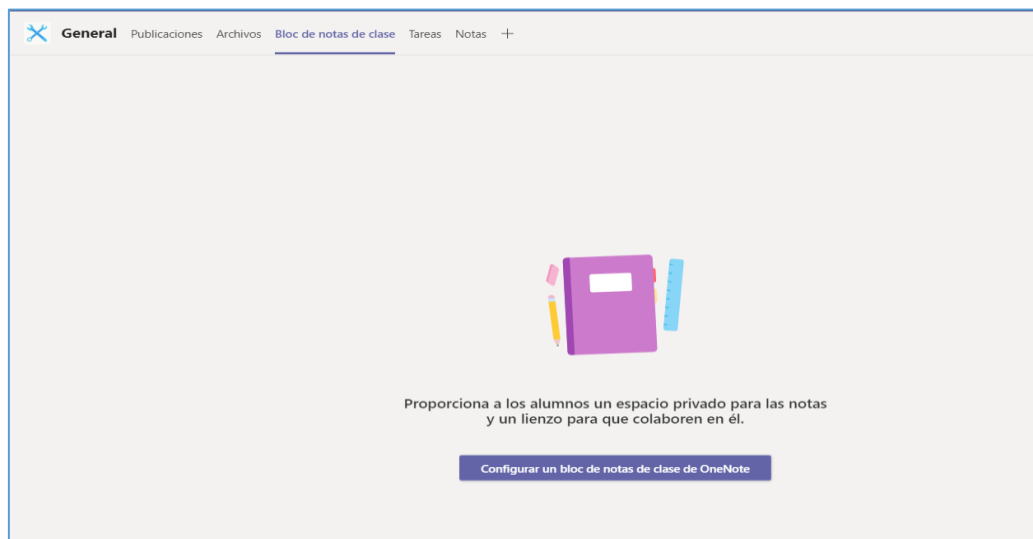 General Publicaciones Archivos Bloc de notas de clase Tareas Notas +
Proporciona a los alumnos un espacio privado para las notas
y un lienzo para que colaboren en él.
Configurar un bloc de notas de clase de OneNote